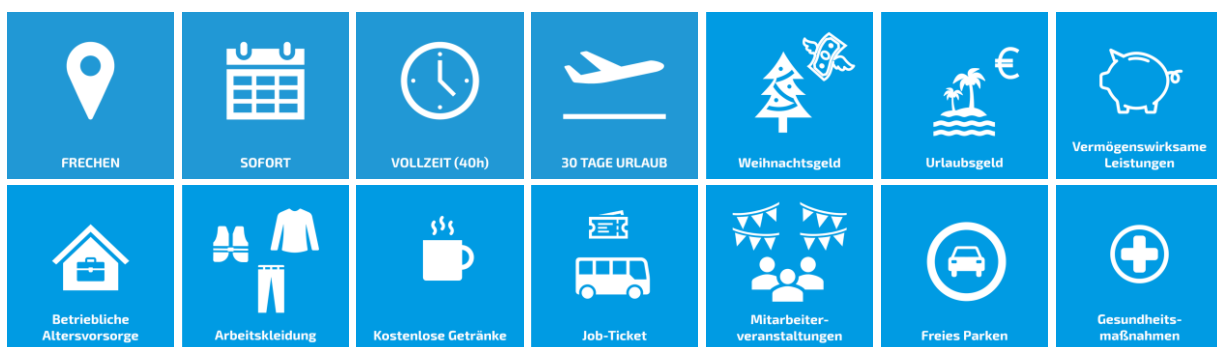 FRECHEN
SOFORT
VOLLZEIT (40h)
30 TAGE URLAUB
Weihnachtsgeld
Urlaubsgeld
Vermögenswirksame
Leistungen
Betriebliche
Altersvorsorge
Arbeitskleidung
Kostenlose Getränke
Job-Ticket
Mitarbeiter-
veranstaltungen
Freies Parken
Gesundheits-
maßnahmen